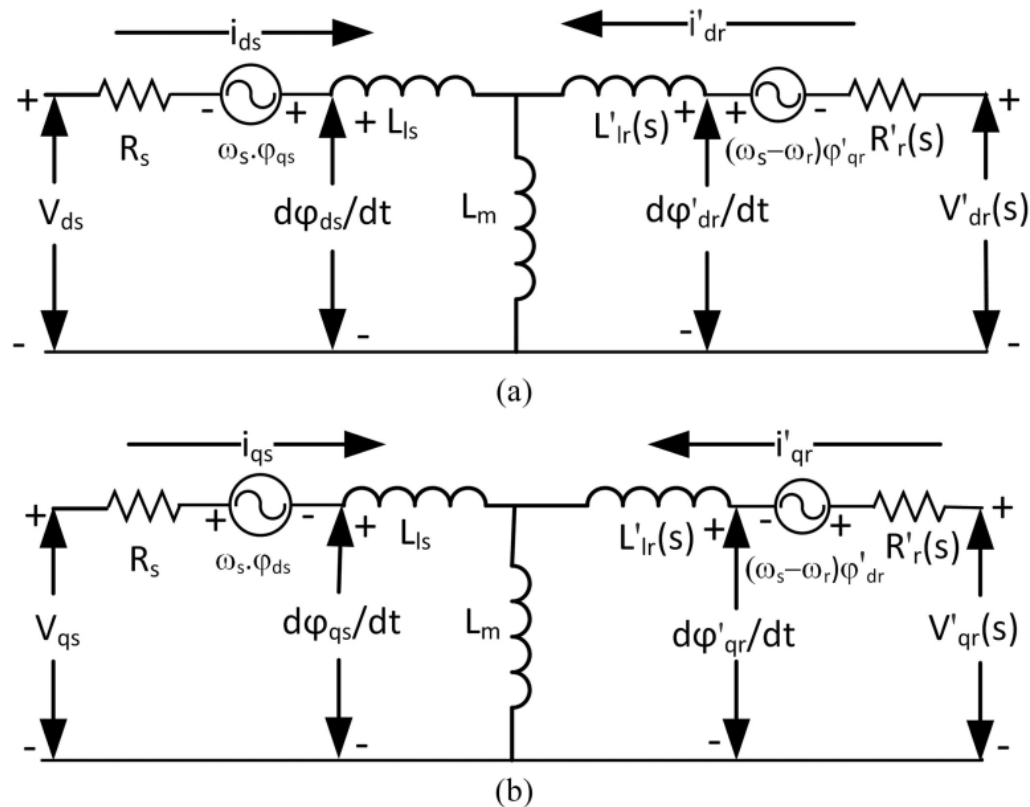 i_ds i'_dr
+ - + + L_ls L'_lr(s) + + - +
R_s ω_s.φ_qs (ω_s−ω_r)φ'_qr R'_r(s)
V_ds dφ_ds/dt L_m dφ'_dr/dt V'_dr(s)
- - - -
(a)
i_qs i'_qr
+ + - + L_ls L'_lr(s) + - + +
R_s ω_s.φ_ds (ω_s−ω_r)φ'_dr R'_r(s)
V_qs dφ_qs/dt L_m dφ'_qr/dt V'_qr(s)
- - - -
(b)